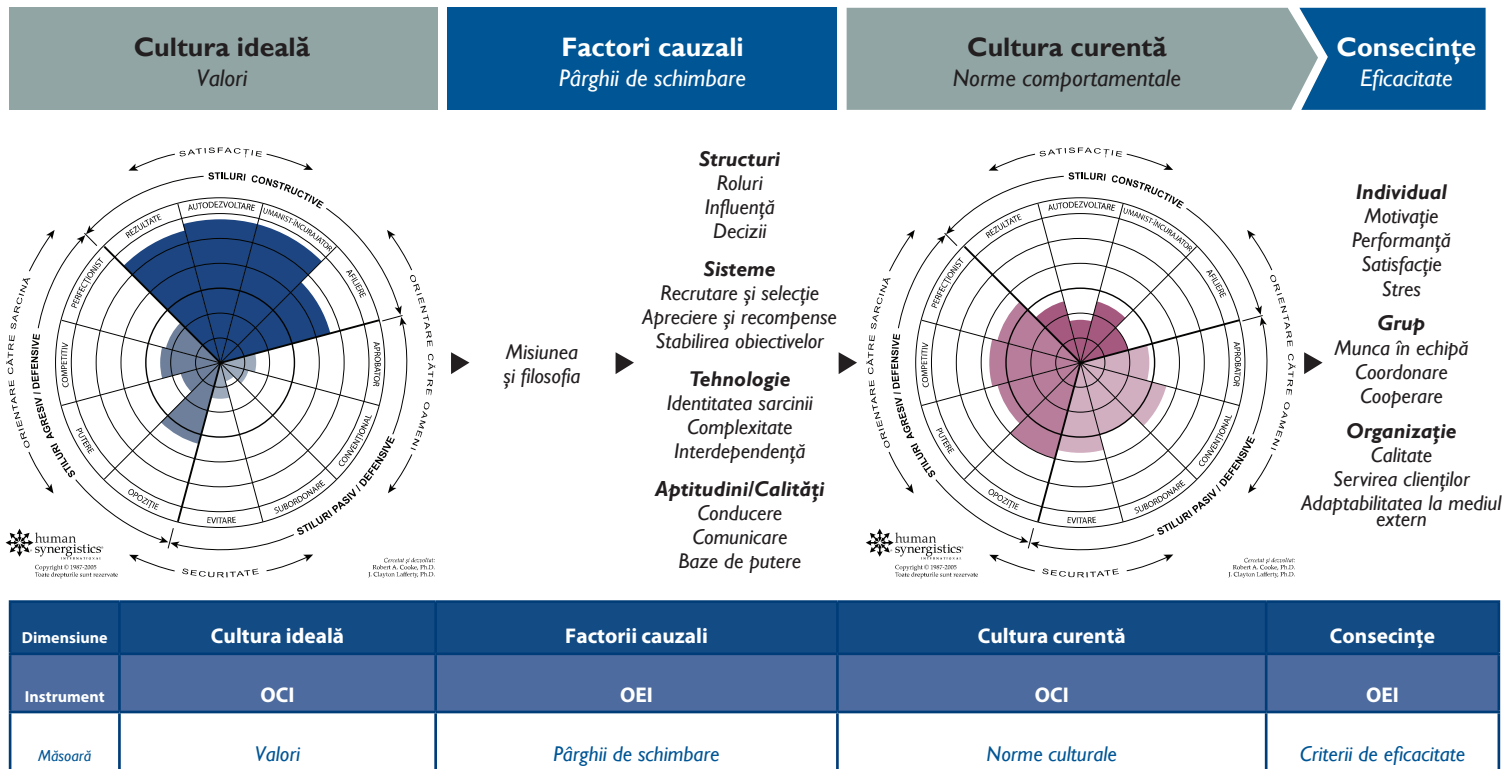 Cultura ideală
Valori
Factori cauzali
Pârghii de schimbare
Cultura curentă
Norme comportamentale
Consecințe
Eficacitate
SATISFACȚIE
STILURI CONSTRUCTIVE
REZULTATE
AUTODEZVOLTARE
UMANIST-ÎNCURAJATOR
AFILIERE
PERFECȚIONIST
COMPETITIV
PUTERE
OPOZIȚIE
EVITARE
SUBORDONARE
CONVENȚIONAL
APROBATOR
ORIENTARE CĂTRE SARCINĂ
STILURI AGRESIV / DEFENSIVE
ORIENTARE CĂTRE OAMENI
STILURI PASIV / DEFENSIVE
SECURITATE
human
synergistics
INTERNATIONAL
Copyright © 1987-2005
Toate drepturile sunt rezervate
Cercetat și dezvoltat:
Robert A. Cooke, Ph.D.
J. Clayton Lafferty, Ph.D.
Misiunea
și filosofia
Structuri
Roluri
Influență
Decizii
Sisteme
Recrutare și selecție
Apreciere și recompense
Stabilirea obiectivelor
Tehnologie
Identitatea sarcinii
Complexitate
Interdependență
Aptitudini/Calități
Conducere
Comunicare
Baze de putere
SATISFACȚIE
STILURI CONSTRUCTIVE
REZULTATE
AUTODEZVOLTARE
UMANIST-ÎNCURAJATOR
AFILIERE
PERFECȚIONIST
COMPETITIV
PUTERE
OPOZIȚIE
EVITARE
SUBORDONARE
CONVENȚIONAL
APROBATOR
ORIENTARE CĂTRE SARCINĂ
STILURI AGRESIV / DEFENSIVE
ORIENTARE CĂTRE OAMENI
STILURI PASIV / DEFENSIVE
SECURITATE
human
synergistics
INTERNATIONAL
Copyright © 1987-2005
Toate drepturile sunt rezervate
Cercetat și dezvoltat:
Robert A. Cooke, Ph.D.
J. Clayton Lafferty, Ph.D.
Individual
Motivație
Performanță
Satisfacție
Stres
Grup
Munca în echipă
Coordonare
Cooperare
Organizație
Calitate
Servirea clienților
Adaptabilitatea la mediul
extern
Dimensiune Cultura ideală Factorii cauzali Cultura curentă Consecințe
Instrument OCI OEI OCI OEI
Măsoară Valori Pârghii de schimbare Norme culturale Criterii de eficacitate